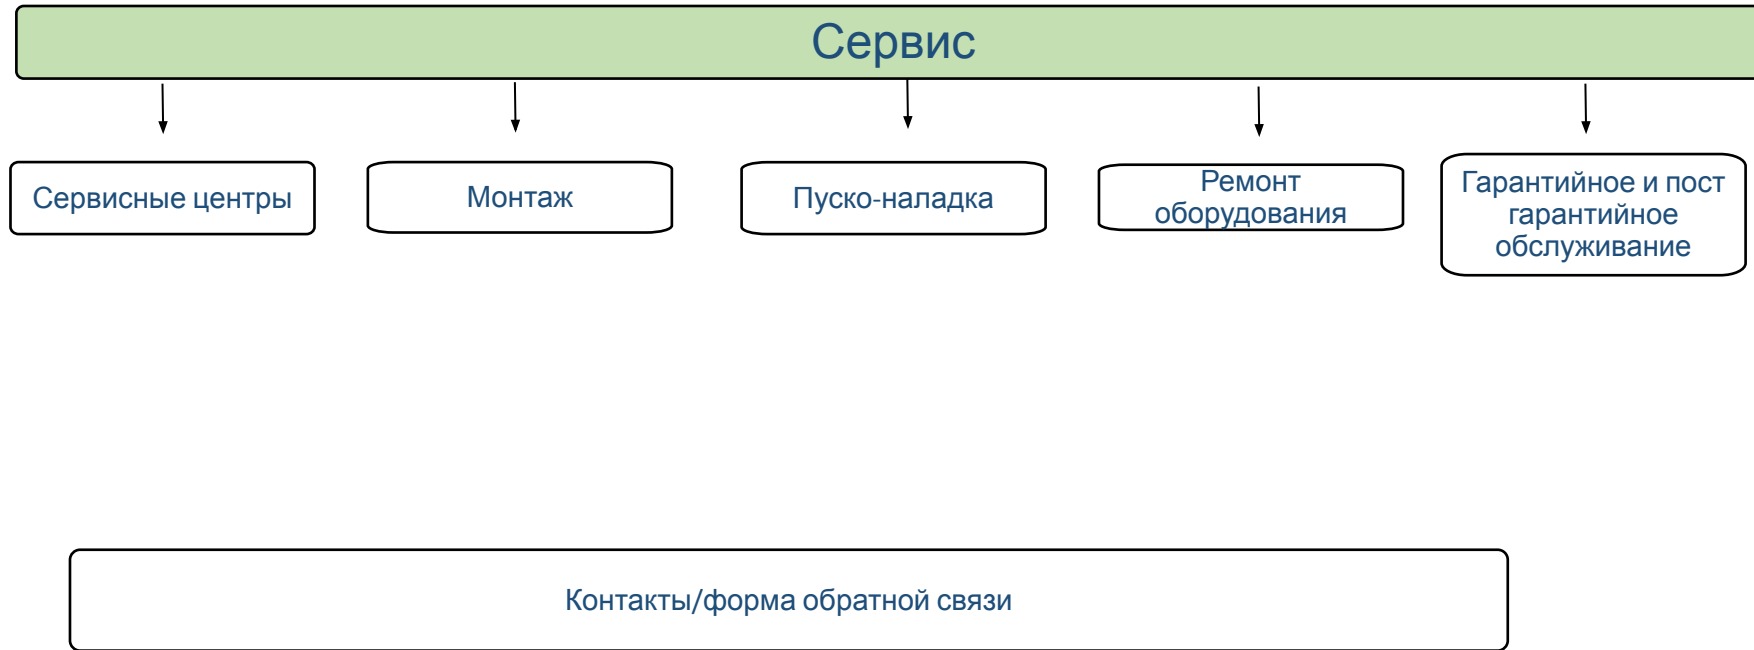 Сервис
Сервисные центры
Монтаж
Пуско-наладка
Ремонт
оборудования
Гарантийное и пост
гарантийное
обслуживание
Контакты/форма обратной связи